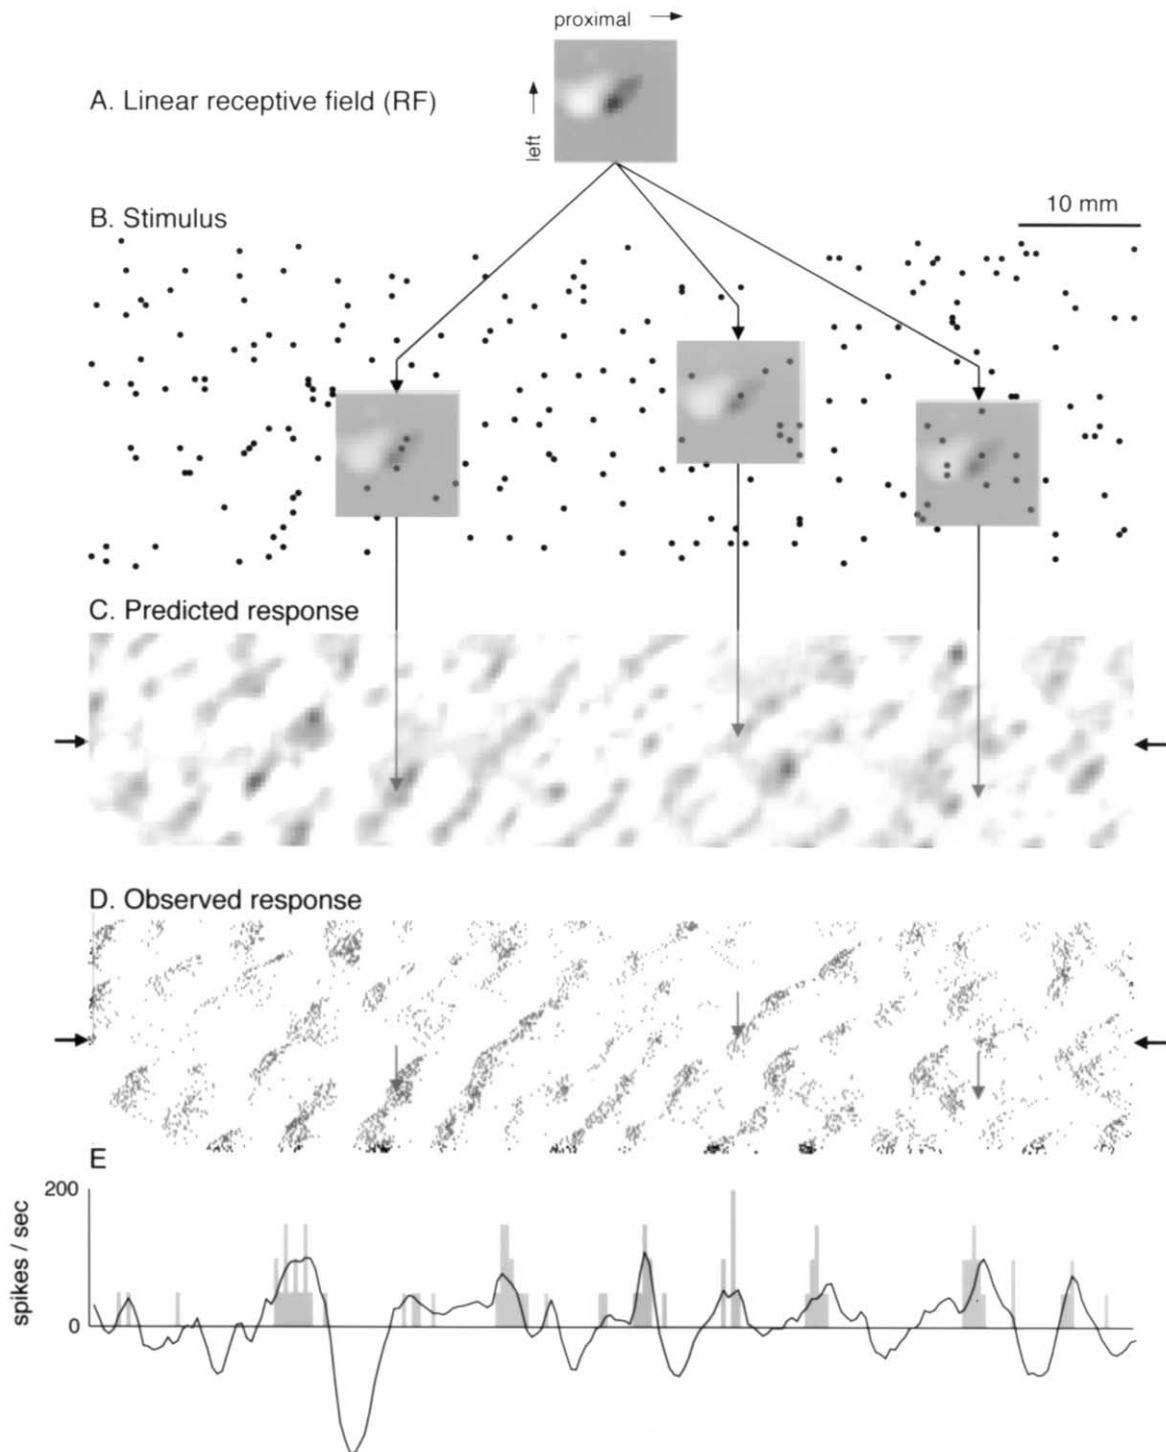 proximal
A. Linear receptive field (RF)
left
B. Stimulus
10 mm
C. Predicted response
D. Observed response
E
200
spikes / sec
0